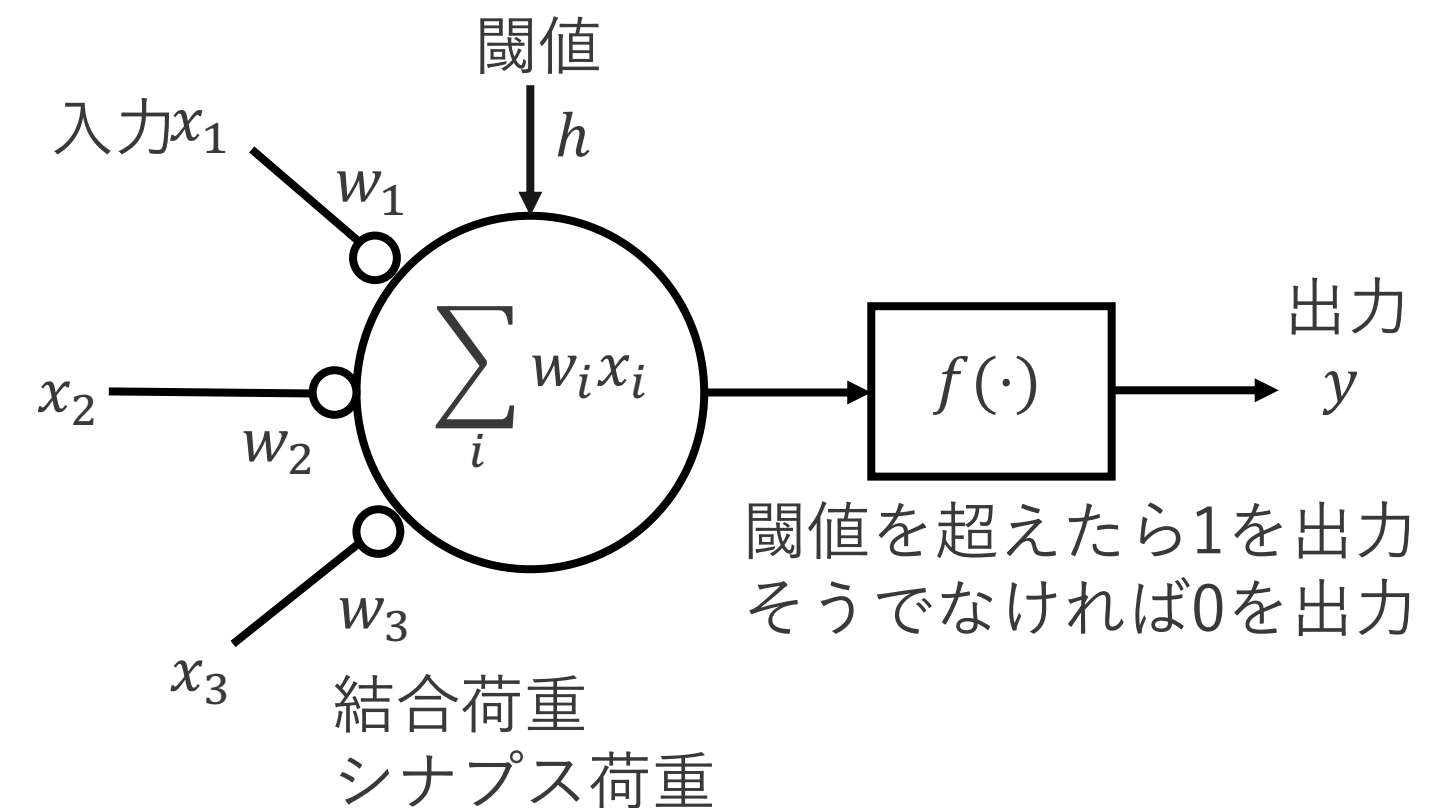 閾値
h
入力x₁
w₁
∑ᵢ wᵢxᵢ
f(·)
出力
y
x₂
w₂
閾値を超えたら1を出力
そうでなければ0を出力
w₃
x₃
結合荷重
シナプス荷重